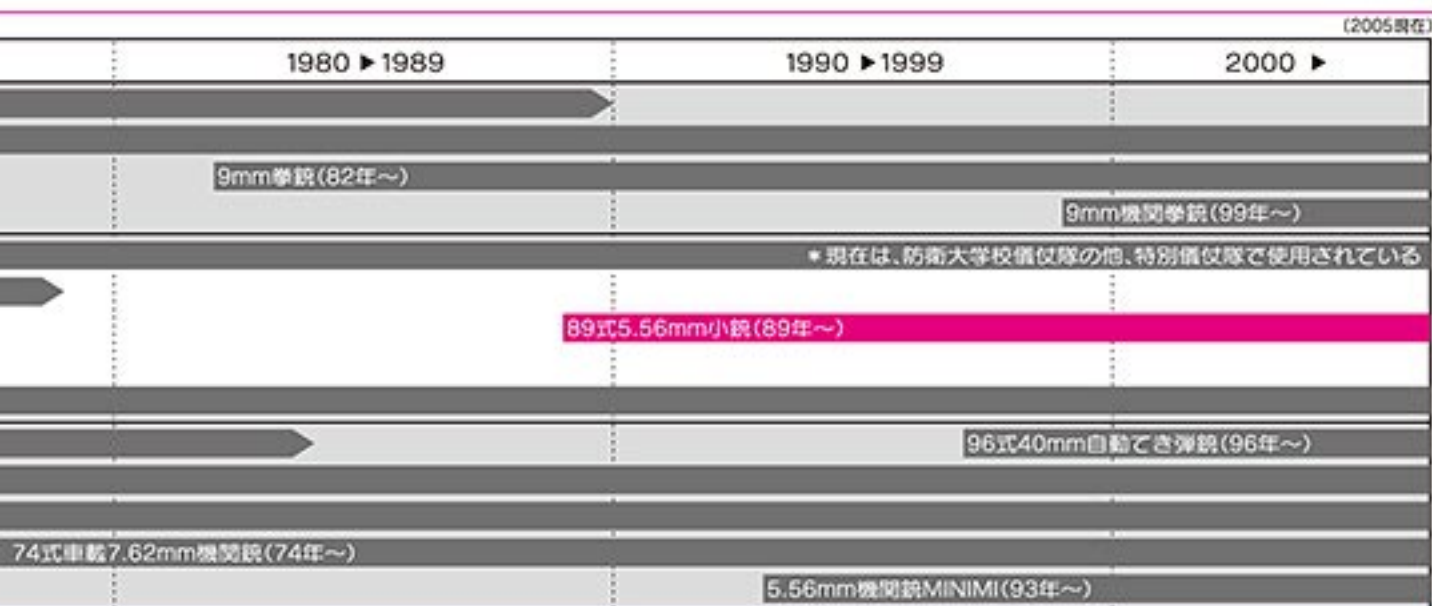 (2005現在)
1980 ▶ 1989 1990 ▶ 1999 2000 ▶
9mm拳銃(82年〜)
9mm機関拳銃(99年〜)
*現在は、防衛大学校儀仗隊の他、特別儀仗隊で使用されている
89式5.56mm小銃(89年〜)
96式40mm自動てき弾銃(96年〜)
74式車載7.62mm機関銃(74年〜)
5.56mm機関銃MINIMI(93年〜)